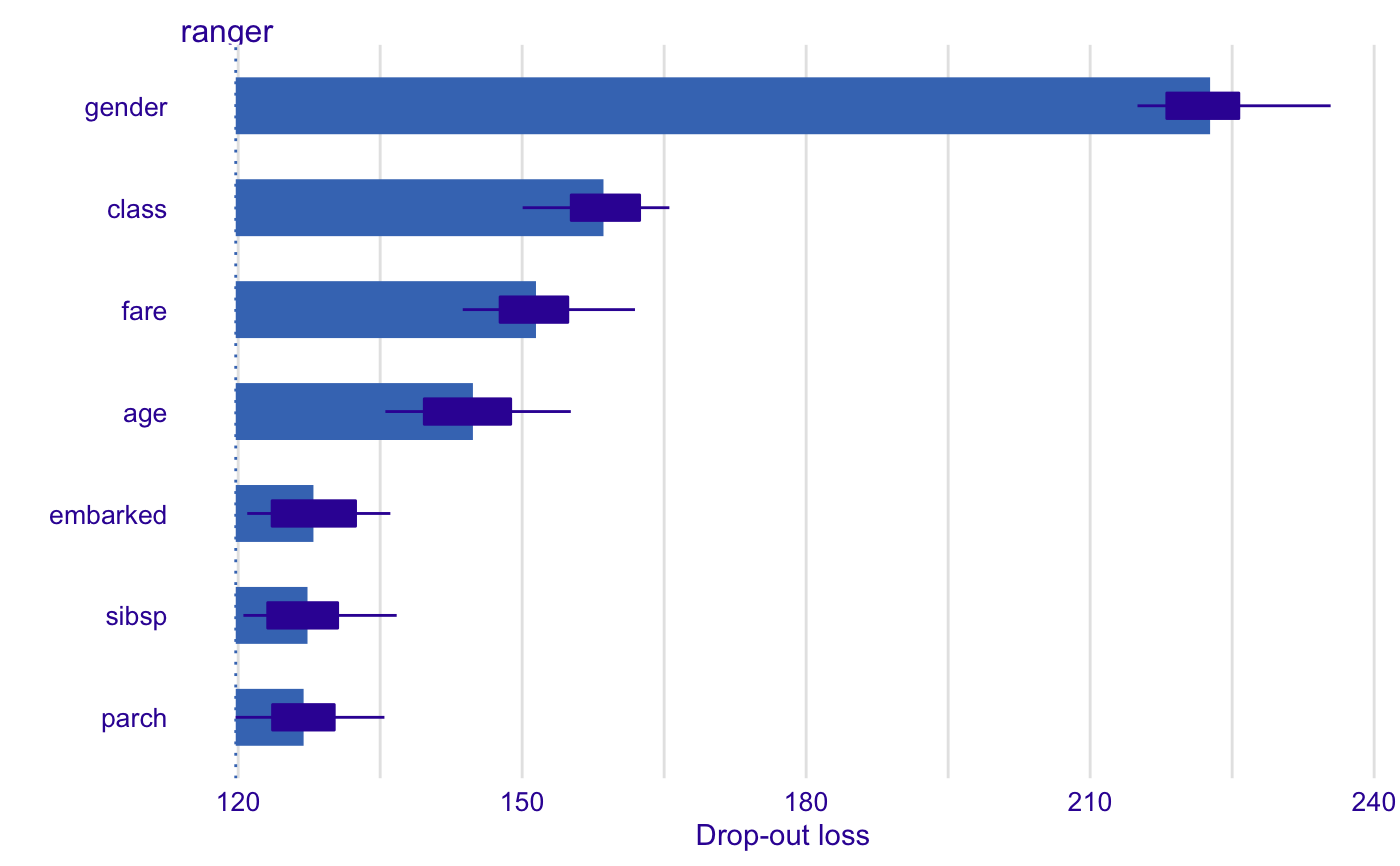 ranger
gender
class
fare
age
embarked
sibsp
parch
120 150 180 210 240
Drop-out loss